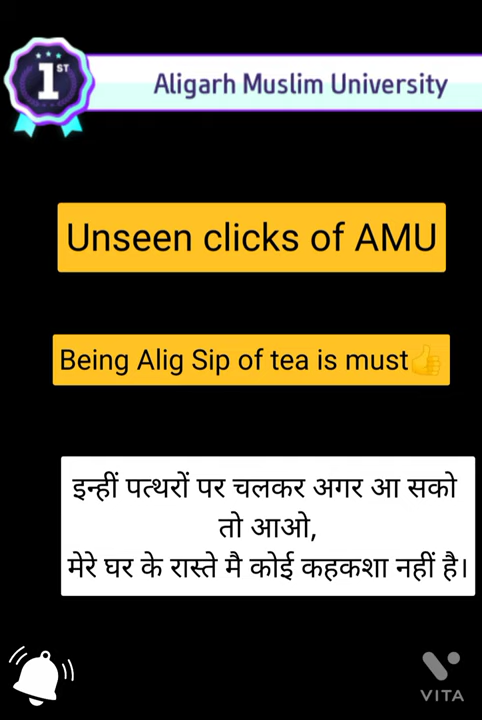 1ST
Aligarh Muslim University
Unseen clicks of AMU
Being Alig Sip of tea is must👍
इन्हीं पत्थरों पर चलकर अगर आ सको
तो आओ,
मेरे घर के रास्ते मै कोई कहकशा नहीं है।
VITA